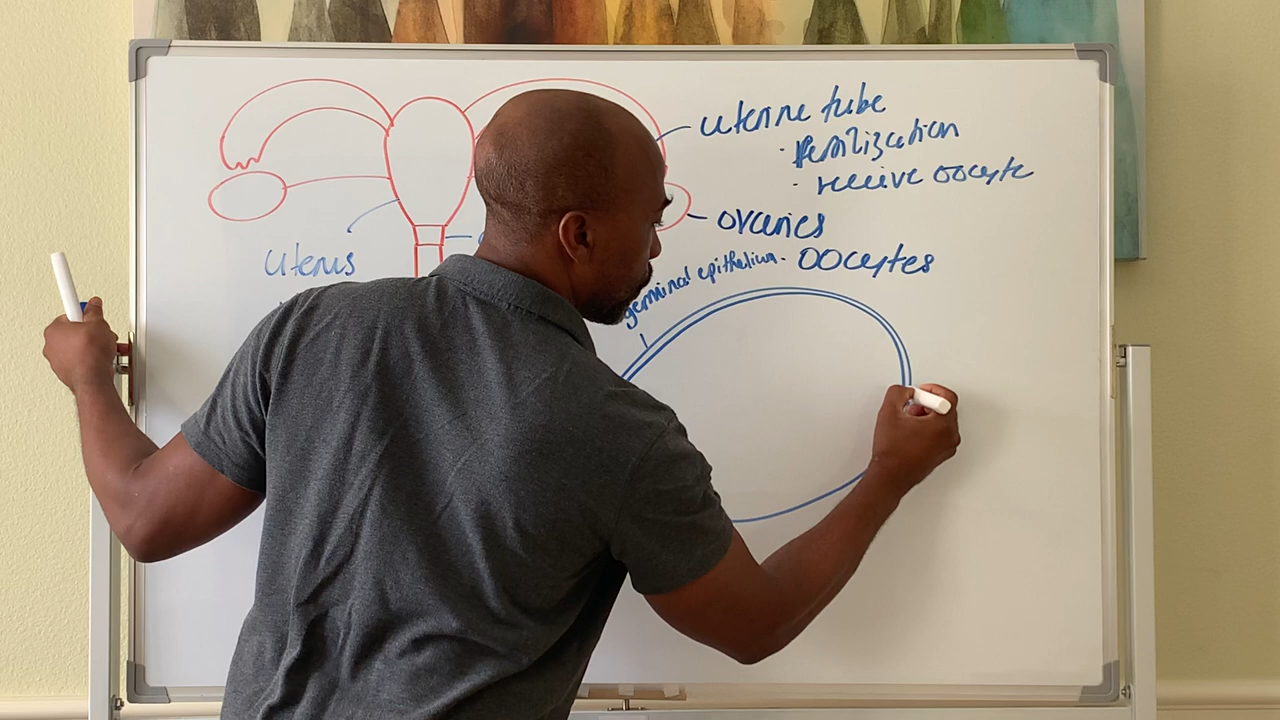 uterine tube
· fertilization
· receive oocyte
- ovaries
· oocytes
germinal epithelium
uterus